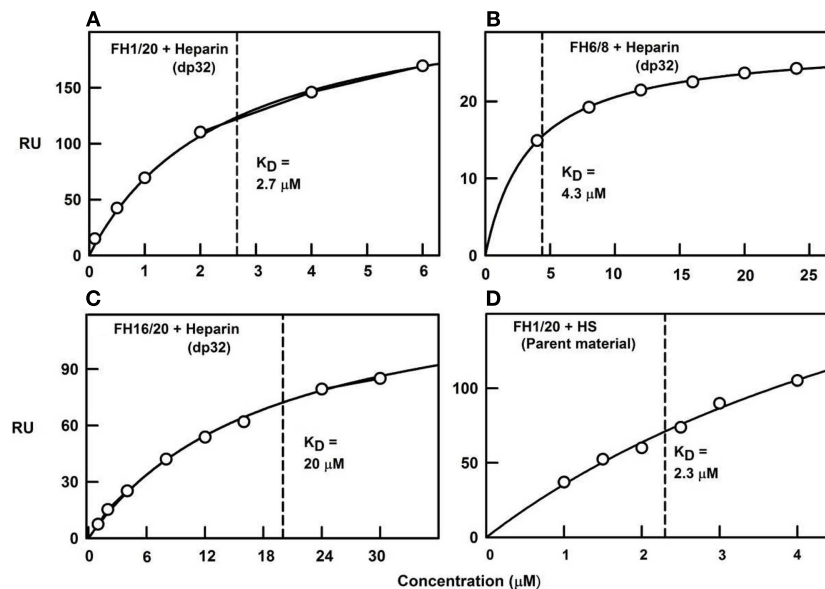 A
FH1/20 + Heparin
(dp32)
150
100
50
0
RU
K_D =
2.7 μM
0 1 2 3 4 5 6
B
FH6/8 + Heparin
(dp32)
20
10
0
K_D =
4.3 μM
0 5 10 15 20 25
C
FH16/20 + Heparin
(dp32)
90
60
30
0
RU
K_D =
20 μM
0 6 12 18 24 30
D
FH1/20 + HS
(Parent material)
100
50
0
K_D =
2.3 μM
0 1 2 3 4
Concentration (μM)